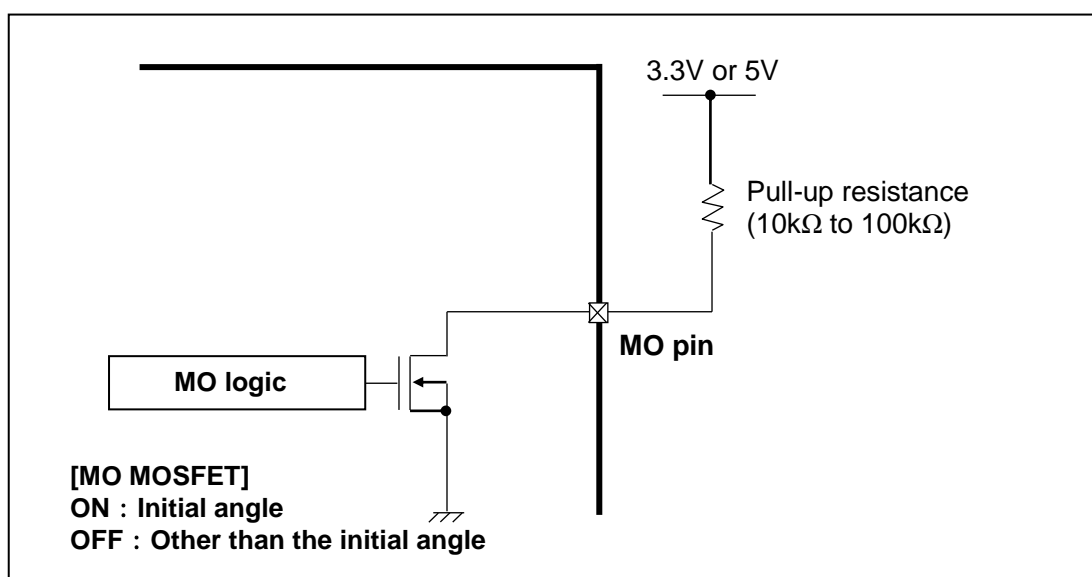 3.3V or 5V
Pull-up resistance
(10kΩ to 100kΩ)
MO pin
MO logic
[MO MOSFET]
ON : Initial angle
OFF : Other than the initial angle